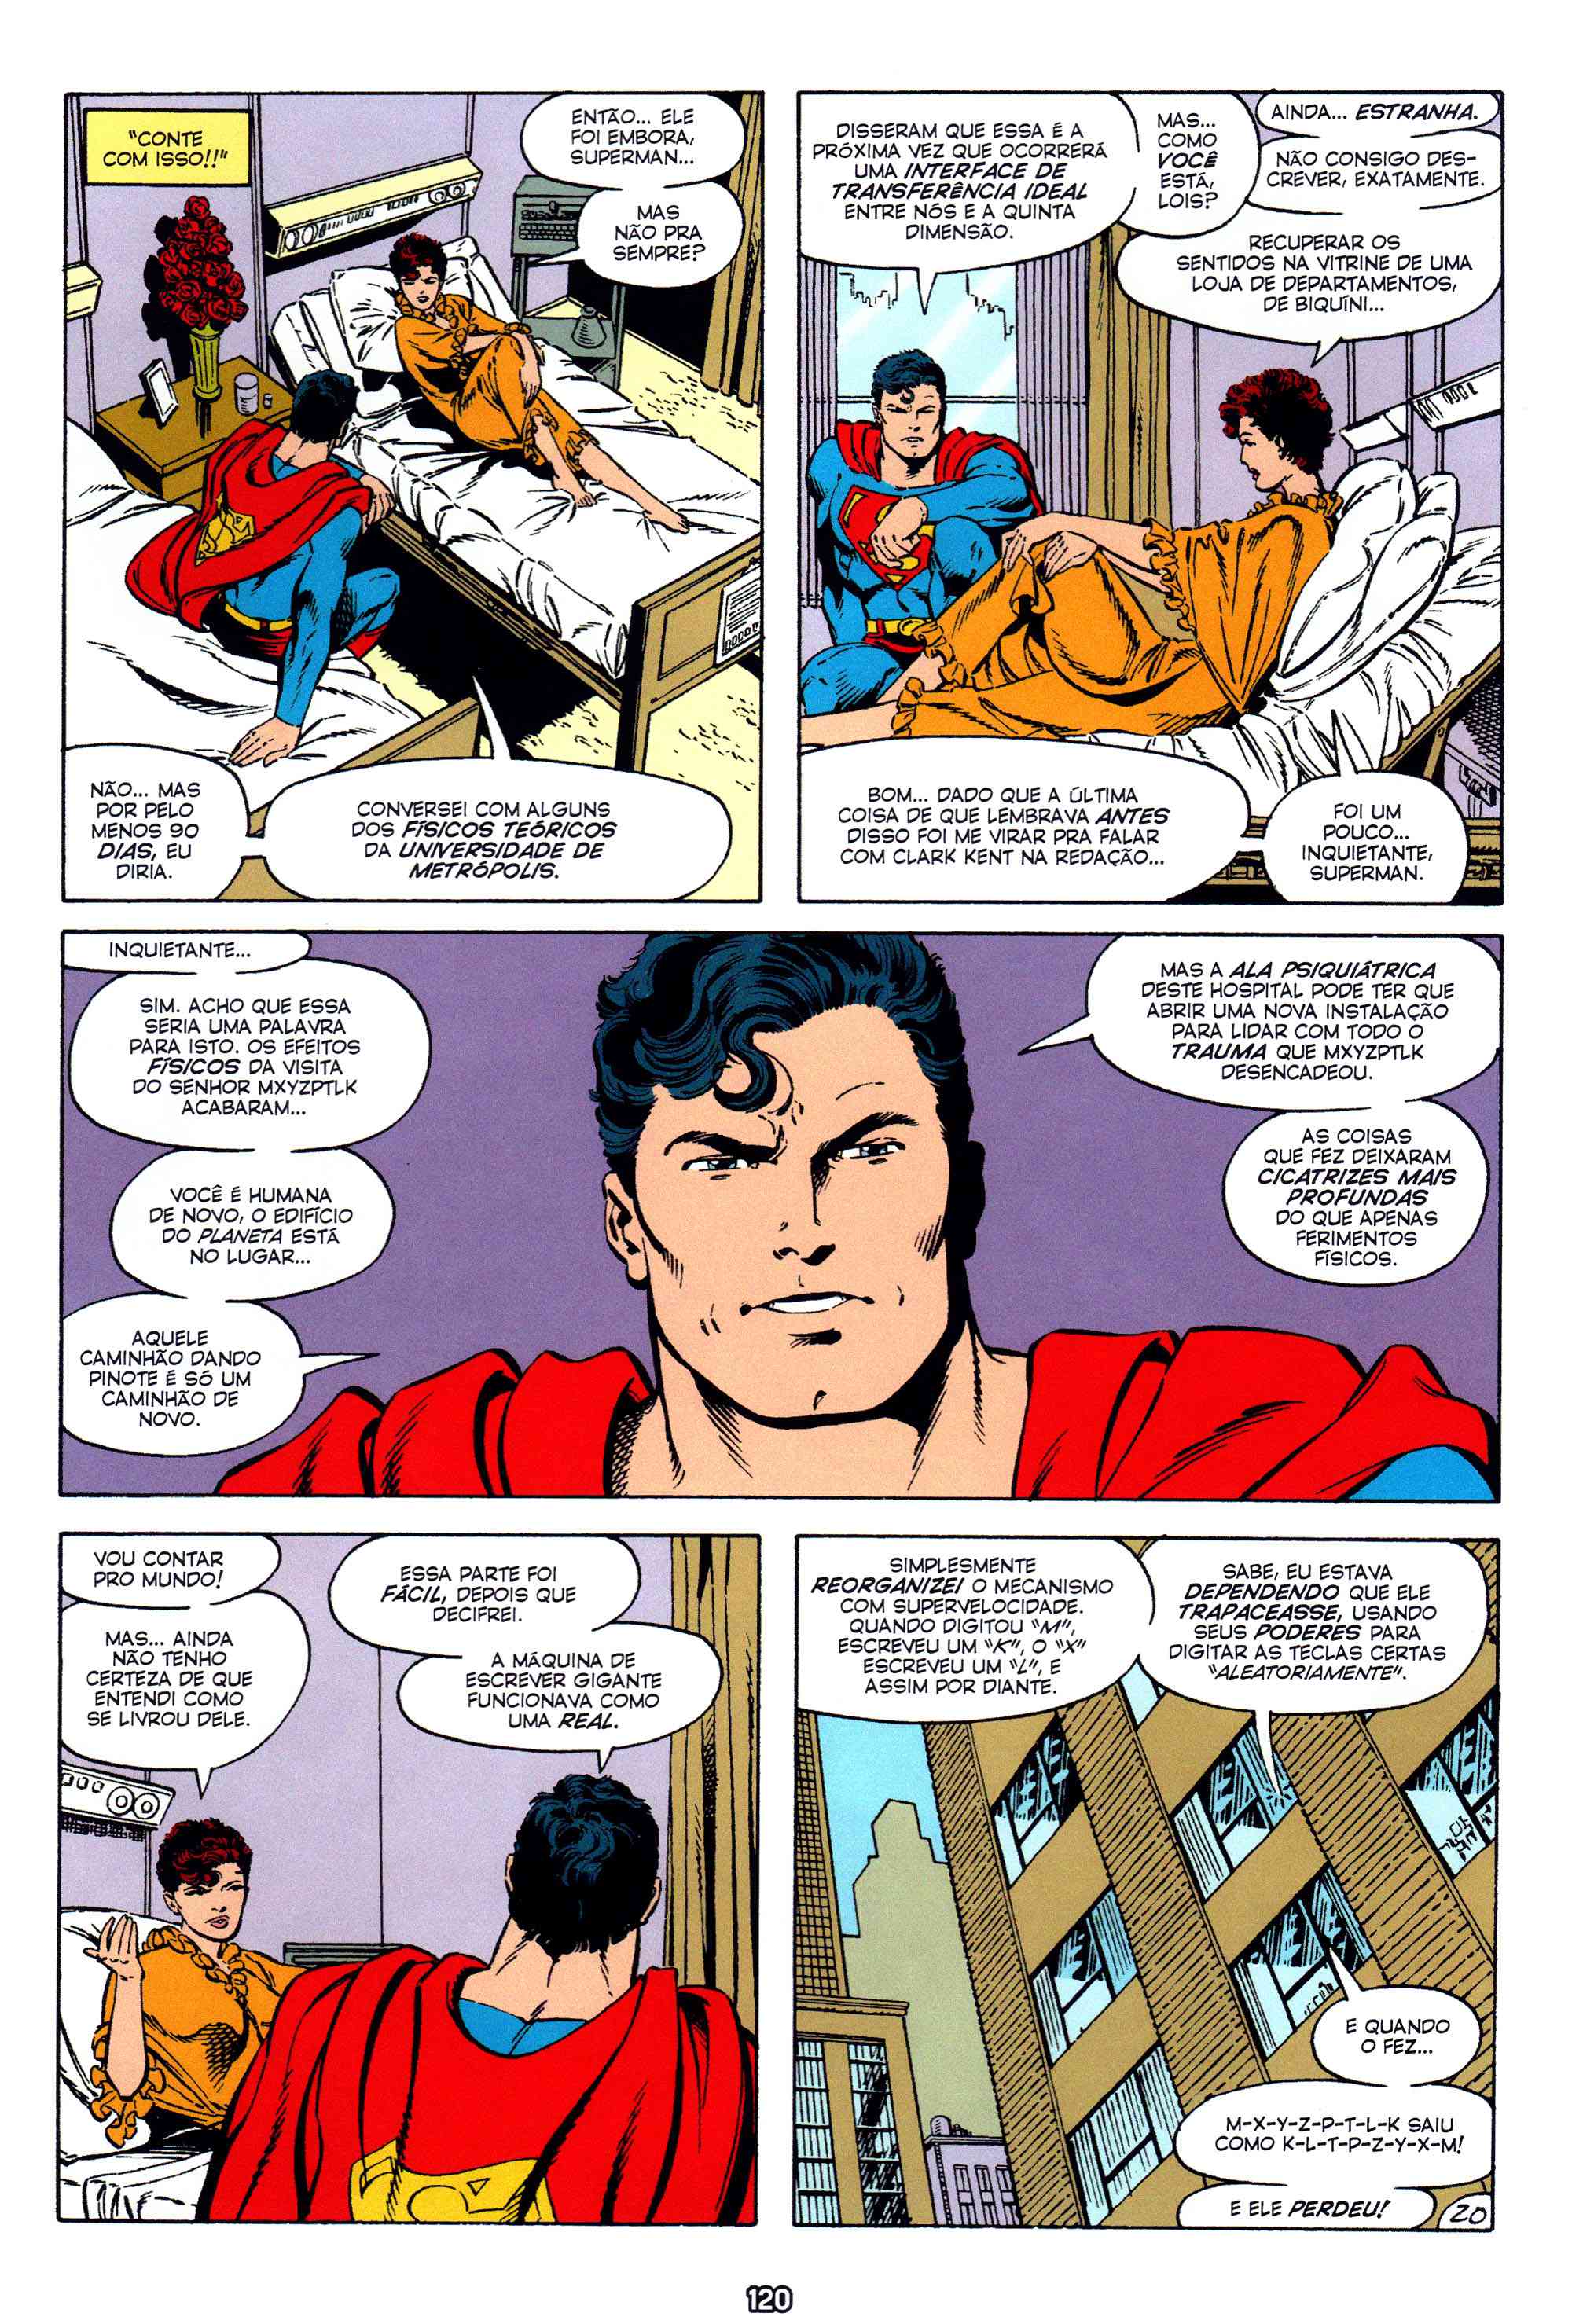 "CONTE
COM ISSO!!"
ENTÃO... ELE
FOI EMBORA,
SUPERMAN...
MAS
NÃO PRA
SEMPRE?
NÃO... MAS
POR PELO
MENOS 90
DIAS, EU
DIRIA.
CONVERSEI COM ALGUNS
DOS FÍSICOS TEÓRICOS
DA UNIVERSIDADE DE
METRÓPOLIS.
DISSERAM QUE ESSA É A
PRÓXIMA VEZ QUE OCORRERÁ
UMA INTERFACE DE
TRANSFERÊNCIA IDEAL
ENTRE NÓS E A QUINTA
DIMENSÃO.
MAS...
COMO
VOCÊ
ESTÁ,
LOIS?
AINDA... ESTRANHA.
NÃO CONSIGO DES-
CREVER, EXATAMENTE.
RECUPERAR OS
SENTIDOS NA VITRINE DE UMA
LOJA DE DEPARTAMENTOS,
DE BIQUÍNI...
BOM... DADO QUE A ÚLTIMA
COISA DE QUE LEMBRAVA ANTES
DISSO FOI ME VIRAR PRA FALAR
COM CLARK KENT NA REDAÇÃO...
FOI UM
POUCO...
INQUIETANTE,
SUPERMAN.
INQUIETANTE...
SIM. ACHO QUE ESSA
SERIA UMA PALAVRA
PARA ISTO. OS EFEITOS
FÍSICOS DA VISITA
DO SENHOR MXYZPTLK
ACABARAM...
VOCÊ É HUMANA
DE NOVO, O EDIFÍCIO
DO PLANETA ESTÁ
NO LUGAR...
AQUELE
CAMINHÃO DANDO
PINOTE É SÓ UM
CAMINHÃO DE
NOVO.
MAS A ALA PSIQUIÁTRICA
DESTE HOSPITAL PODE TER QUE
ABRIR UMA NOVA INSTALAÇÃO
PARA LIDAR COM TODO O
TRAUMA QUE MXYZPTLK
DESENCADEOU.
AS COISAS
QUE FEZ DEIXARAM
CICATRIZES MAIS
PROFUNDAS
DO QUE APENAS
FERIMENTOS
FÍSICOS.
VOU CONTAR
PRO MUNDO!
MAS... AINDA
NÃO TENHO
CERTEZA DE QUE
ENTENDI COMO
SE LIVROU DELE.
ESSA PARTE FOI
FÁCIL, DEPOIS QUE
DECIFREI.
A MÁQUINA DE
ESCREVER GIGANTE
FUNCIONAVA COMO
UMA REAL.
SIMPLESMENTE
REORGANIZEI O MECANISMO
COM SUPERVELOCIDADE.
QUANDO DIGITOU "M",
ESCREVEU UM "K", O "X"
ESCREVEU UM "L", E
ASSIM POR DIANTE.
SABE, EU ESTAVA
DEPENDENDO QUE ELE
TRAPACEASSE, USANDO
SEUS PODERES PARA
DIGITAR AS TECLAS CERTAS
"ALEATORIAMENTE".
E QUANDO
O FEZ...
M-X-Y-Z-P-T-L-K SAIU
COMO K-L-T-P-Z-Y-X-M!
E ELE PERDEU!
20
120